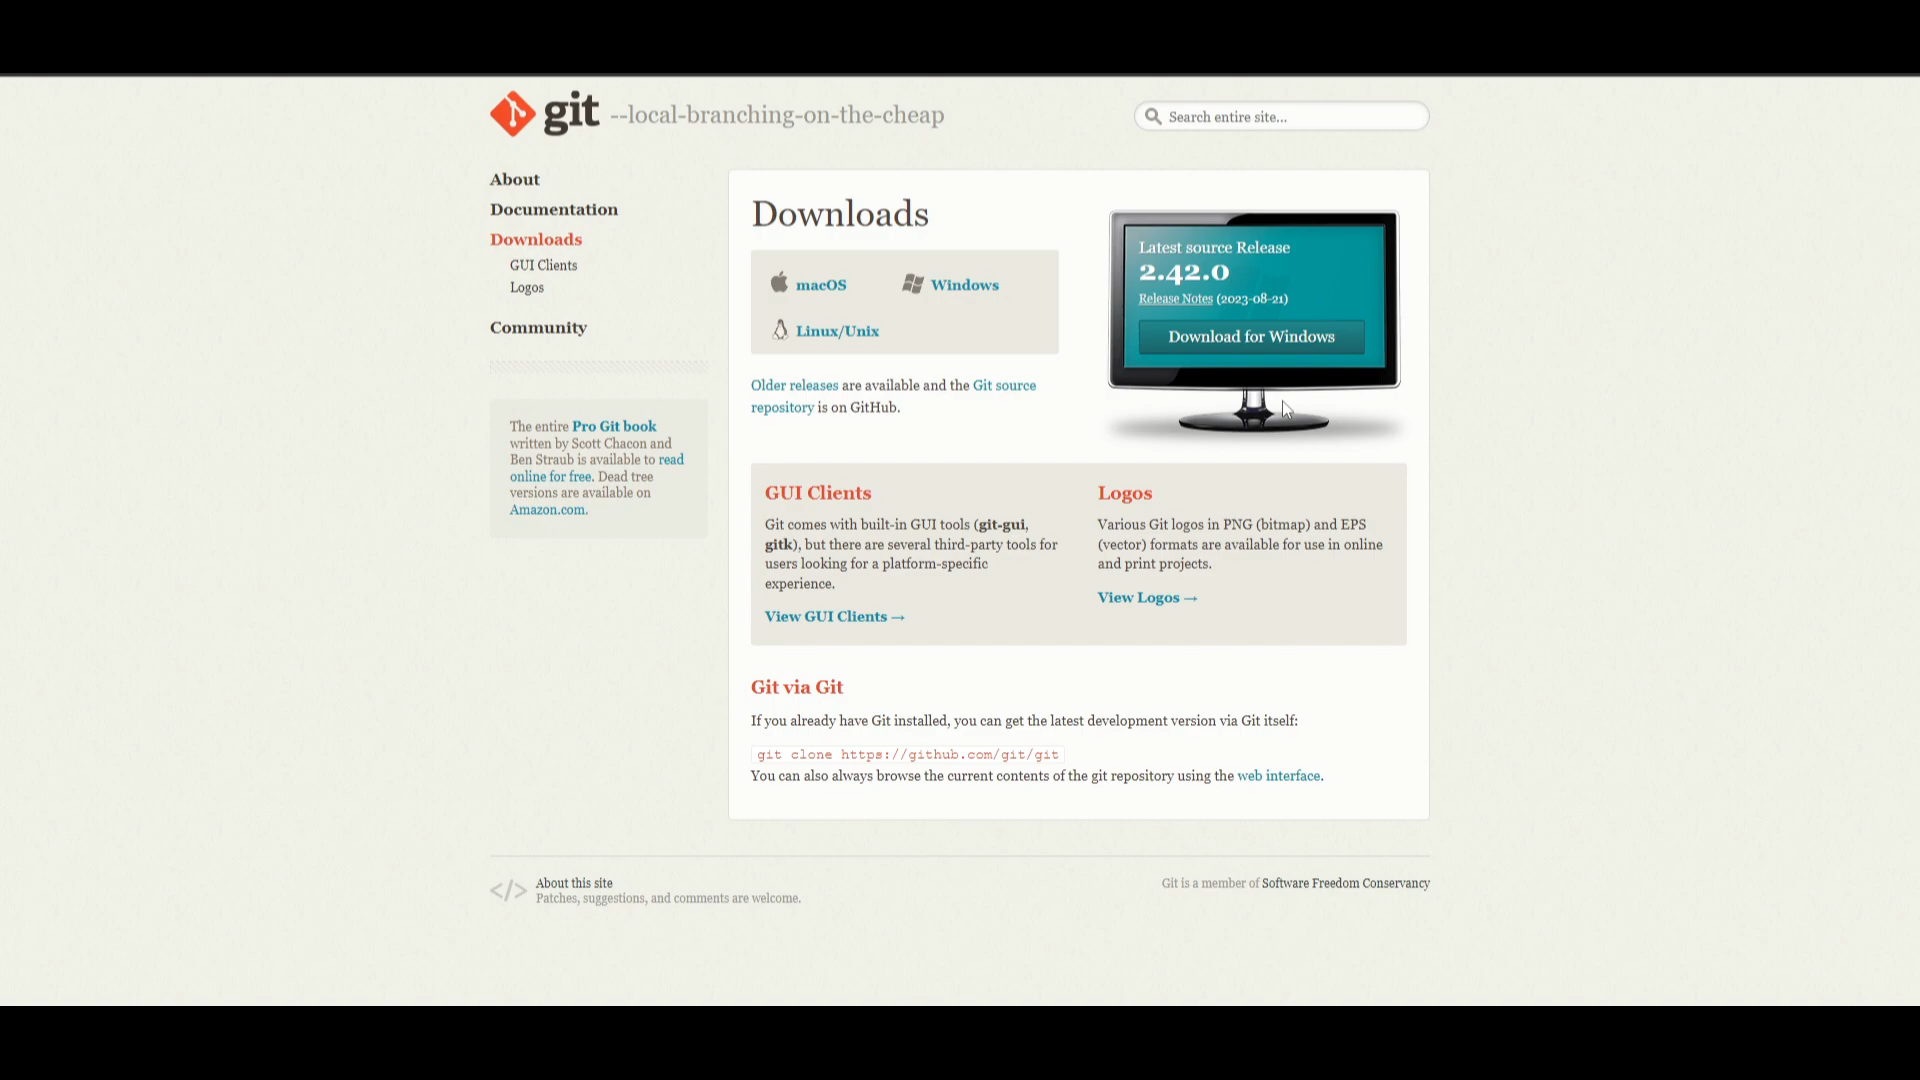 git --local-branching-on-the-cheap
Search entire site...
About
Documentation
Downloads
GUI Clients
Logos
Community
The entire Pro Git book
written by Scott Chacon and
Ben Straub is available to read
online for free. Dead tree
versions are available on
Amazon.com.
Downloads
macOS
Windows
Linux/Unix
Older releases are available and the Git source
repository is on GitHub.
Latest source Release
2.42.0
Release Notes (2023-08-21)
Download for Windows
GUI Clients
Git comes with built-in GUI tools (git-gui,
gitk), but there are several third-party tools for
users looking for a platform-specific
experience.
View GUI Clients →
Logos
Various Git logos in PNG (bitmap) and EPS
(vector) formats are available for use in online
and print projects.
View Logos →
Git via Git
If you already have Git installed, you can get the latest development version via Git itself:
git clone https://github.com/git/git
You can also always browse the current contents of the git repository using the web interface.
</> About this site
Patches, suggestions, and comments are welcome.
Git is a member of Software Freedom Conservancy